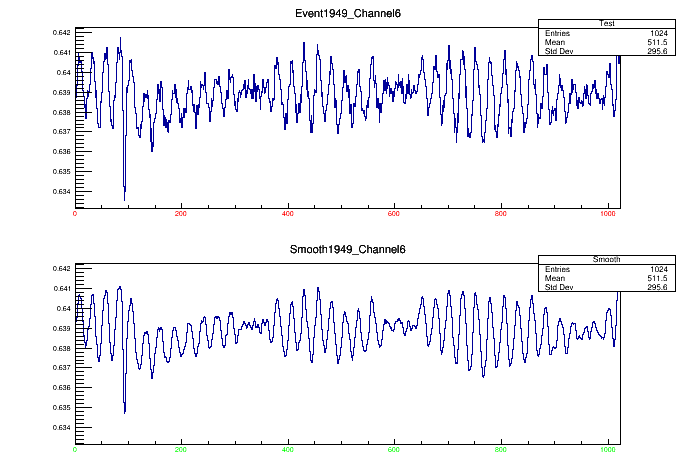 Event1949_Channel6
Test
Entries 1024
Mean 511.5
Std Dev 295.6
0.642
0.641
0.64
0.639
0.638
0.637
0.636
0.635
0.634
0 200 400 600 800 1000
Smooth1949_Channel6
Smooth
Entries 1024
Mean 511.5
Std Dev 295.6
0.642
0.641
0.64
0.639
0.638
0.637
0.636
0.635
0.634
0 200 400 600 800 1000